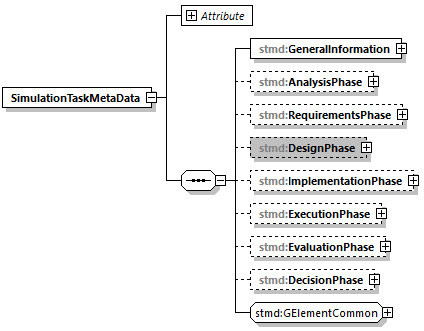 Attribute
stmd:GeneralInformation
stmd:AnalysisPhase
SimulationTaskMetaData
stmd:RequirementsPhase
stmd:DesignPhase
stmd:ImplementationPhase
stmd:ExecutionPhase
stmd:EvaluationPhase
stmd:DecisionPhase
stmd:GElementCommon